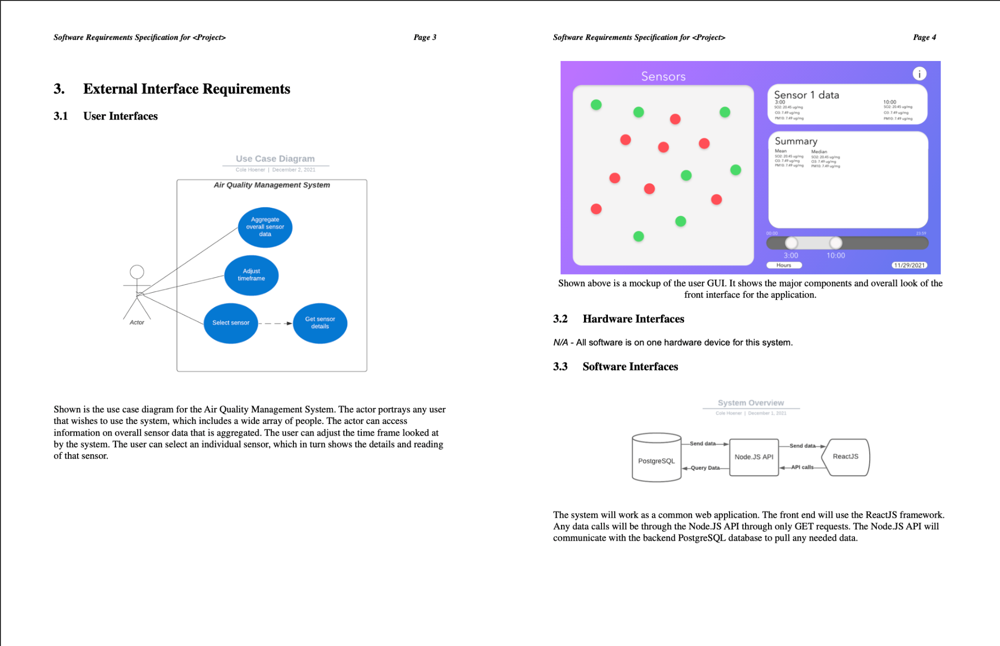 Software Requirements Specification for <Project>
Page 3
3. External Interface Requirements
3.1 User Interfaces
Use Case Diagram
Cole Hoener | December 2, 2021
Air Quality Management System
Aggregate
overall sensor
data
Adjust
timeframe
Select sensor
Get sensor
details
Actor
Shown is the use case diagram for the Air Quality Management System. The actor portrays any user
that wishes to use the system, which includes a wide array of people. The actor can access
information on overall sensor data that is aggregated. The user can adjust the time frame looked at
by the system. The user can select an individual sensor, which in turn shows the details and reading
of that sensor.
Software Requirements Specification for <Project>
Page 4
Sensors
i
Sensor 1 data
3:00
SO2: 20.45 ug/mg
O3: 7.49 ug/mg
PM10: 7.49 ug/mg
10:00
SO2: 20.45 ug/mg
O3: 7.49 ug/mg
PM10: 7.49 ug/mg
Summary
Mean
SO2: 20.45 ug/mg
O3: 7.49 ug/mg
PM10: 7.49 ug/mg
Median
SO2: 20.45 ug/mg
O3: 7.49 ug/mg
PM10: 7.49 ug/mg
00:00
23:59
3:00
10:00
Hours
11/29/2021
Shown above is a mockup of the user GUI. It shows the major components and overall look of the
front interface for the application.
3.2 Hardware Interfaces
N/A - All software is on one hardware device for this system.
3.3 Software Interfaces
System Overview
Cole Hoener | December 1, 2021
PostgreSQL
Send data
Query Data
Node.JS API
Send data
API calls
ReactJS
The system will work as a common web application. The front end will use the ReactJS framework.
Any data calls will be through the Node.JS API through only GET requests. The Node.JS API will
communicate with the backend PostgreSQL database to pull any needed data.